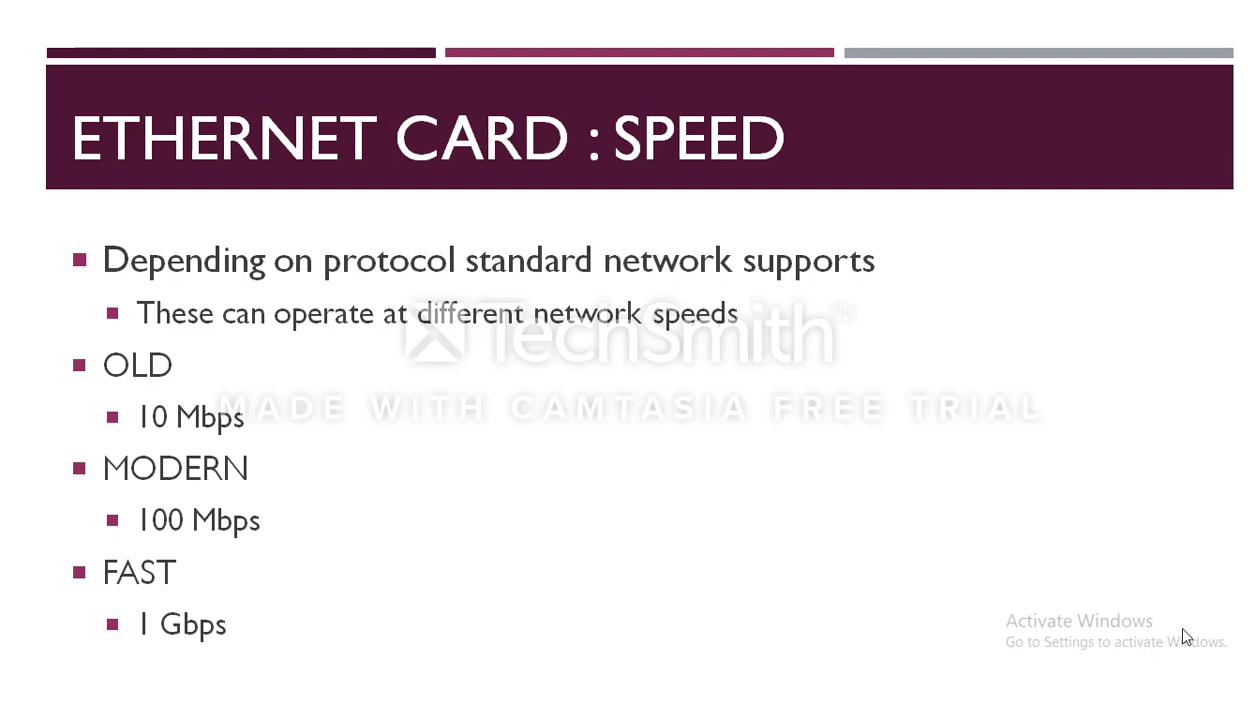 ETHERNET CARD : SPEED
Depending on protocol standard network supports
These can operate at different network speeds
TechSmith®
OLD
MADE WITH CAMTASIA FREE TRIAL
10 Mbps
MODERN
100 Mbps
FAST
1 Gbps
Activate Windows
Go to Settings to activate Windows.